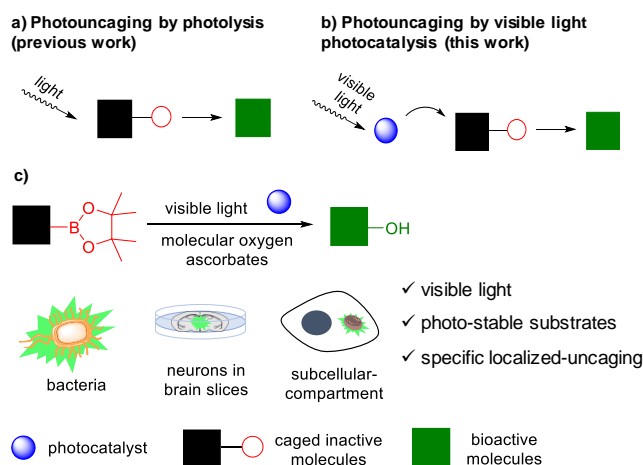 a) Photouncaging by photolysis
(previous work)
light
b) Photouncaging by visible light
photocatalysis (this work)
visible
light
c)
B
O
O
visible light
molecular oxygen
ascorbates
OH
bacteria
neurons in
brain slices
subcellular-
compartment
✓ visible light
✓ photo-stable substrates
✓ specific localized-uncaging
photocatalyst
caged inactive
molecules
bioactive
molecules